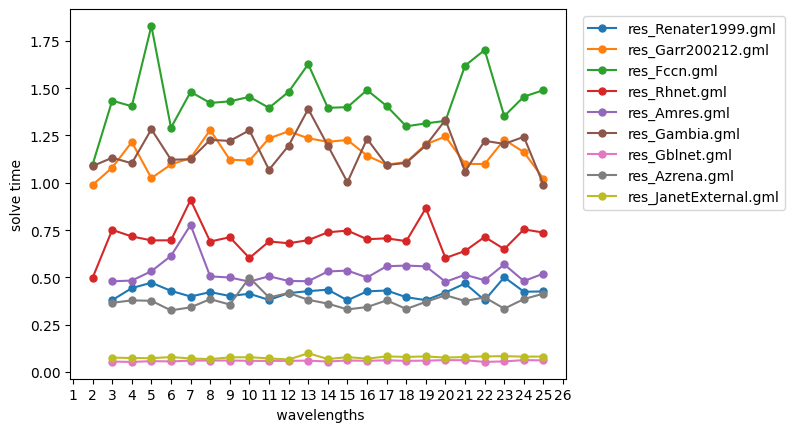 1.75
1.50
1.25
1.00
0.75
0.50
0.25
0.00
solve time
1 2 3 4 5 6 7 8 9 10 11 12 13 14 15 16 17 18 19 20 21 22 23 24 25 26
wavelengths
res_Renater1999.gml
res_Garr200212.gml
res_Fccn.gml
res_Rhnet.gml
res_Amres.gml
res_Gambia.gml
res_Gblnet.gml
res_Azrena.gml
res_JanetExternal.gml